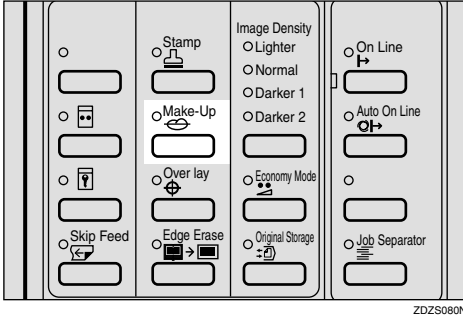 Image Density
Stamp
Lighter
On Line
Normal
Darker 1
Make-Up
Darker 2
Auto On Line
Over lay
Economy Mode
Skip Feed
Edge Erase
Original Storage
Job Separator
ZDZS080N